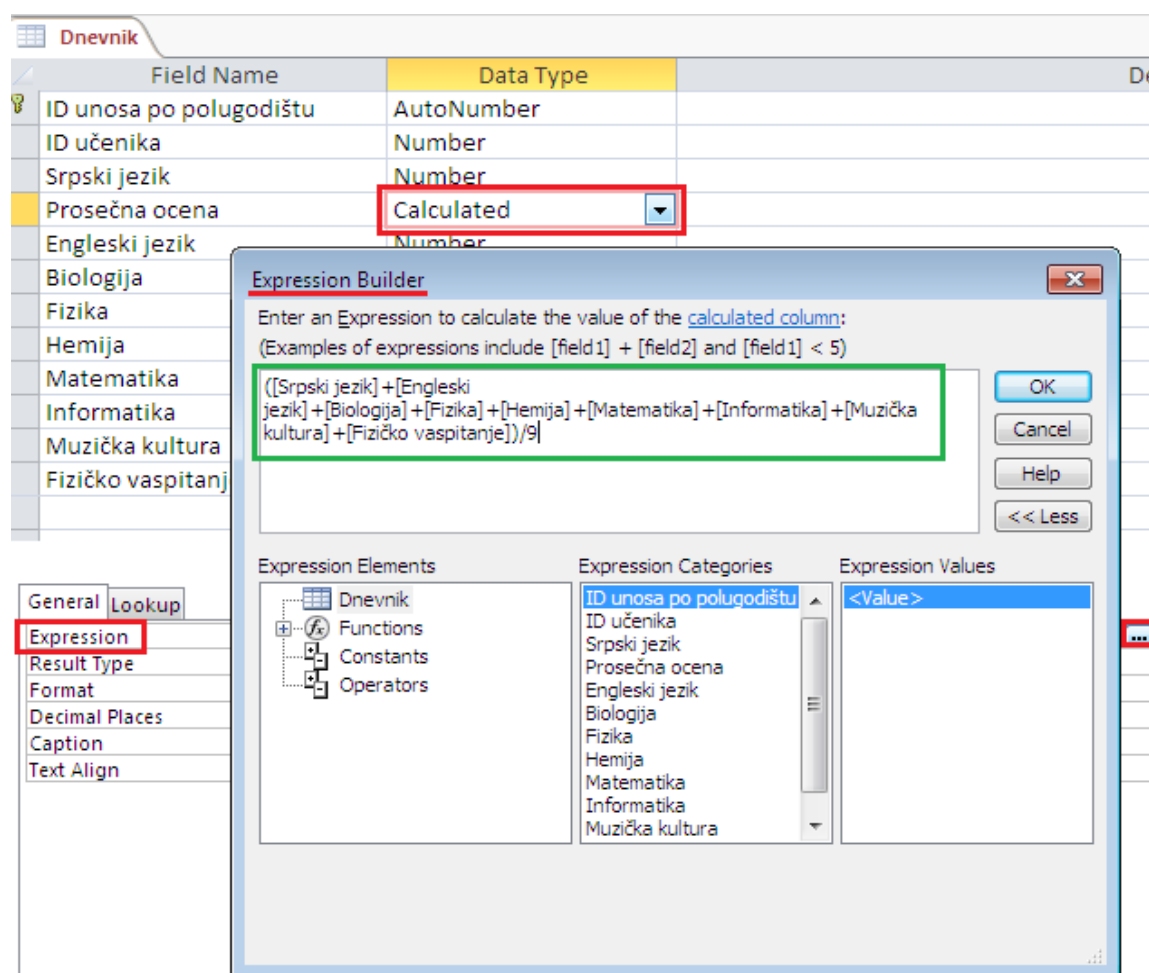 Dnevnik
Field Name Data Type
ID unosa po polugodištu AutoNumber
ID učenika Number
Srpski jezik Number
Prosečna ocena Calculated
Engleski jezik Number
Biologija
Fizika
Hemija
Matematika
Informatika
Muzička kultura
Fizičko vaspitanj
Expression Builder
Enter an Expression to calculate the value of the calculated column:
(Examples of expressions include [field1] + [field2] and [field1] < 5)
([Srpski jezik]+[Engleski
jezik]+[Biologija]+[Fizika]+[Hemija]+[Matematika]+[Informatika]+[Muzička
kultura]+[Fizičko vaspitanje])/9
OK
Cancel
Help
<< Less
Expression Elements
Dnevnik
Functions
Constants
Operators
Expression Categories
ID unosa po polugodištu
ID učenika
Srpski jezik
Prosečna ocena
Engleski jezik
Biologija
Fizika
Hemija
Matematika
Informatika
Muzička kultura
Expression Values
<Value>
General Lookup
Expression
...
Result Type
Format
Decimal Places
Caption
Text Align